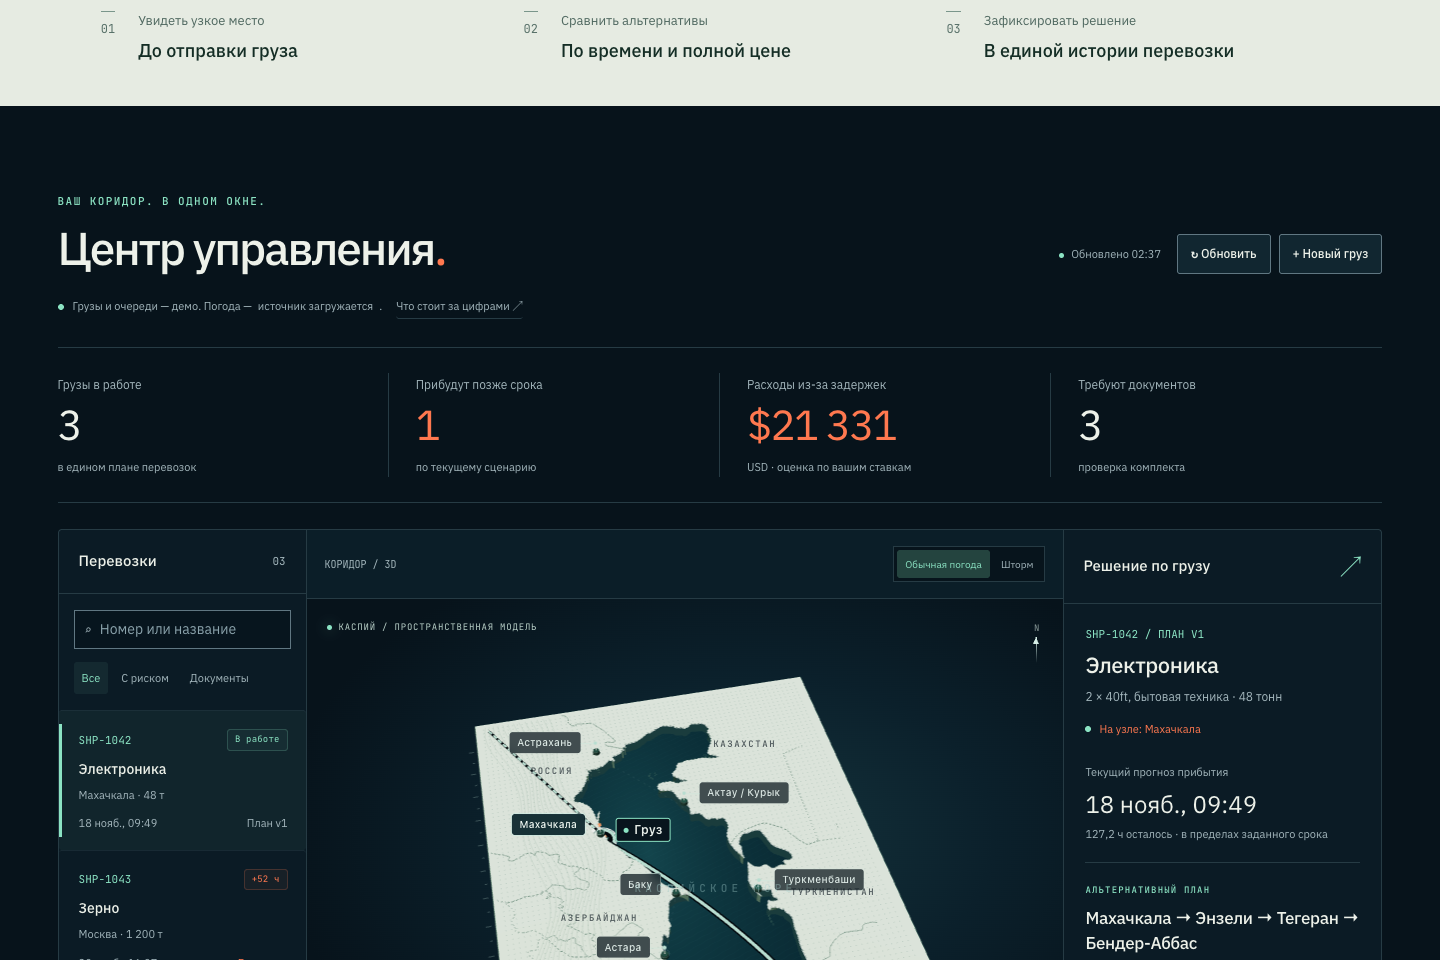 01
Увидеть узкое место
До отправки груза
02
Сравнить альтернативы
По времени и полной цене
03
Зафиксировать решение
В единой истории перевозки
ВАШ КОРИДОР. В ОДНОМ ОКНЕ.
Центр управления.
Обновлено 02:37
↻ Обновить
+ Новый груз
Грузы и очереди — демо. Погода — источник загружается .
Что стоит за цифрами ↗
Грузы в работе
3
в едином плане перевозок
Прибудут позже срока
1
по текущему сценарию
Расходы из-за задержек
$21 331
USD · оценка по вашим ставкам
Требуют документов
3
проверка комплекта
Перевозки
03
Номер или название
Все
С риском
Документы
SHP-1042
В работе
Электроника
Махачкала · 48 т
18 нояб., 09:49
План v1
SHP-1043
+52 ч
Зерно
Москва · 1 200 т
КОРИДОР / 3D
Обычная погода
Шторм
КАСПИЙ / ПРОСТРАНСТВЕННАЯ МОДЕЛЬ
N
Астрахань
КАЗАХСТАН
РОССИЯ
Актау / Курык
Махачкала
Груз
Баку
Туркменбаши
ТУРКМЕНИСТАН
АЗЕРБАЙДЖАН
Астара
Решение по грузу
SHP-1042 / ПЛАН V1
Электроника
2 × 40ft, бытовая техника · 48 тонн
На узле: Махачкала
Текущий прогноз прибытия
18 нояб., 09:49
127,2 ч осталось · в пределах заданного срока
АЛЬТЕРНАТИВНЫЙ ПЛАН
Махачкала → Энзели → Тегеран →
Бендер-Аббас